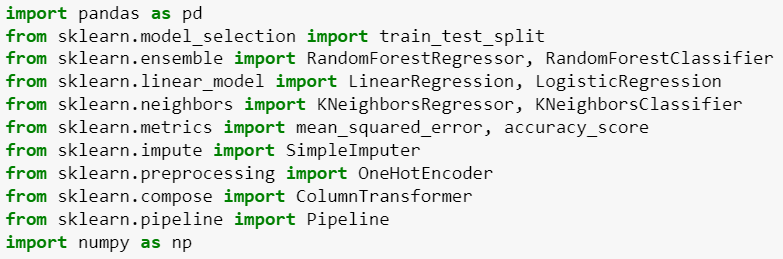 import pandas as pd
from sklearn.model_selection import train_test_split
from sklearn.ensemble import RandomForestRegressor, RandomForestClassifier
from sklearn.linear_model import LinearRegression, LogisticRegression
from sklearn.neighbors import KNeighborsRegressor, KNeighborsClassifier
from sklearn.metrics import mean_squared_error, accuracy_score
from sklearn.impute import SimpleImputer
from sklearn.preprocessing import OneHotEncoder
from sklearn.compose import ColumnTransformer
from sklearn.pipeline import Pipeline
import numpy as np